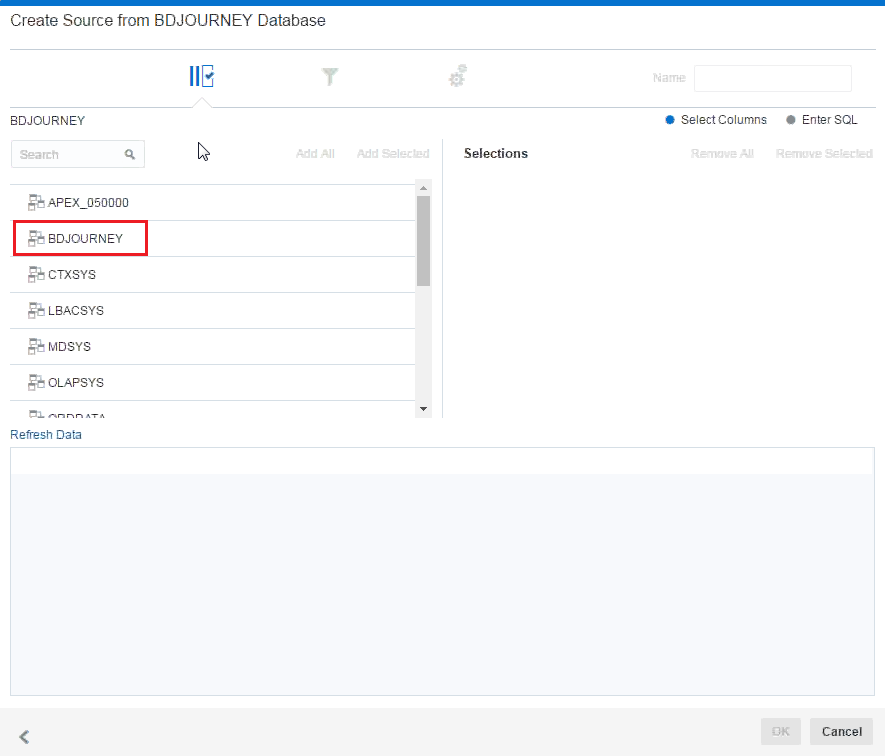 Create Source from BDJOURNEY Database
Name
BDJOURNEY
Select Columns Enter SQL
Search Add All Add Selected Selections Remove All Remove Selected
APEX_050000
BDJOURNEY
CTXSYS
LBACSYS
MDSYS
OLAPSYS
ORDDATA
Refresh Data
OK Cancel